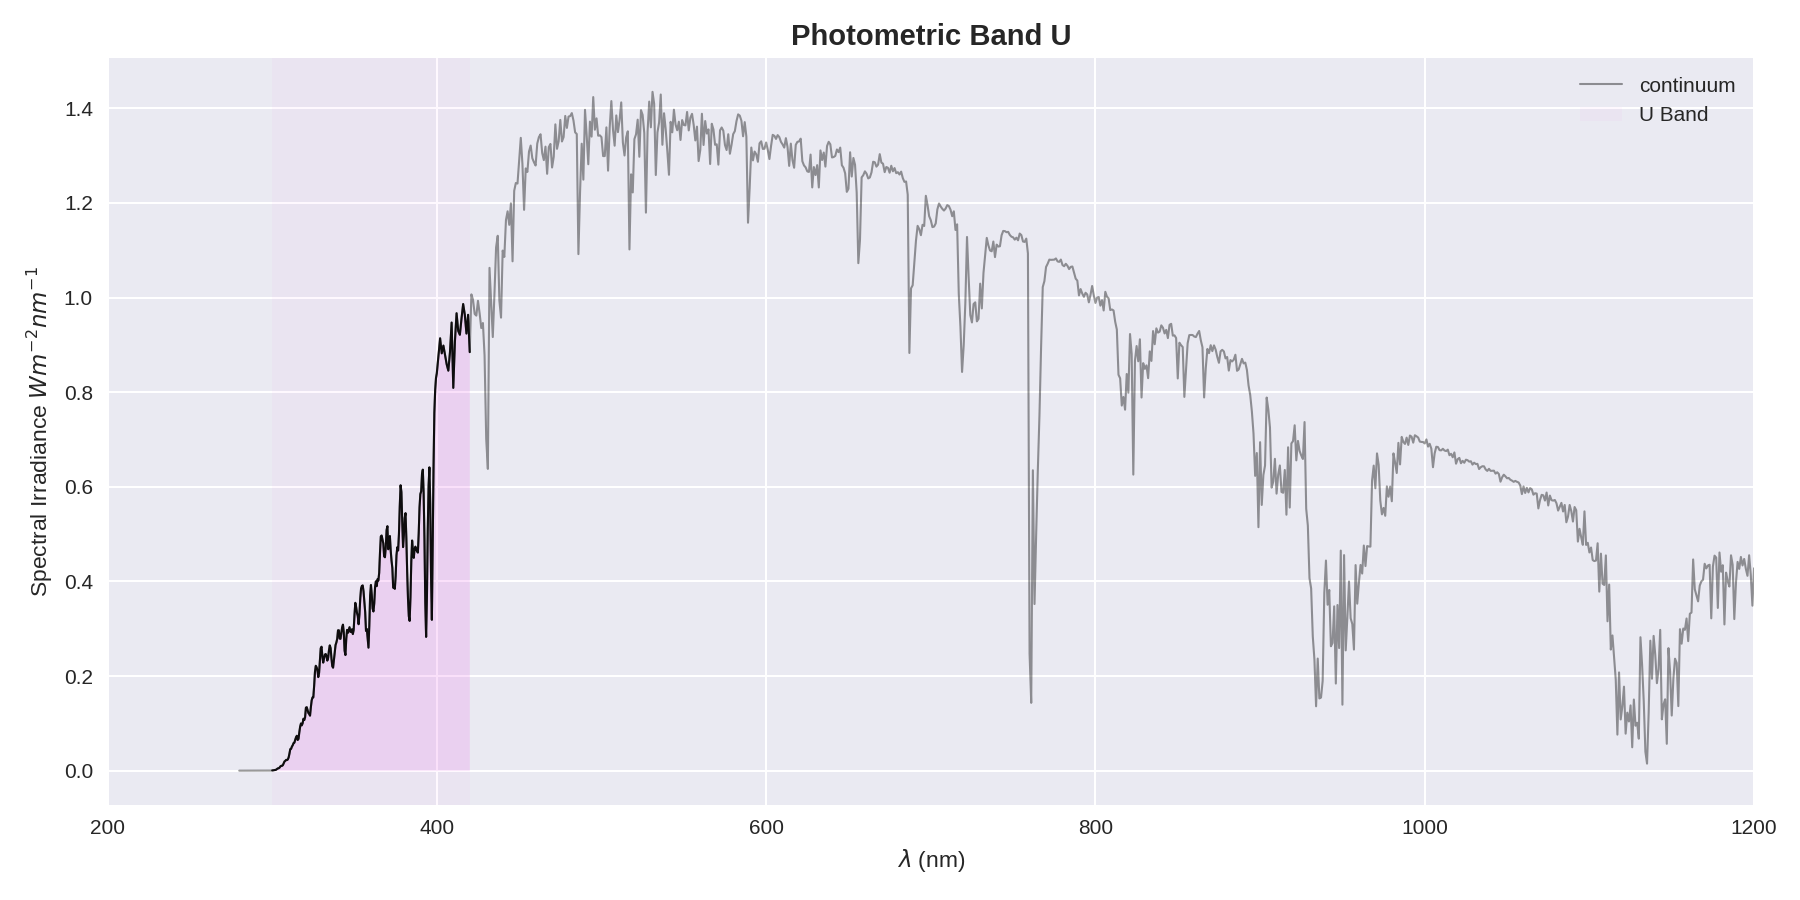 Photometric Band U
continuum
U Band
1.4
1.2
1.0
0.8
0.6
0.4
0.2
0.0
Spectral Irradiance Wm⁻²nm⁻¹
200 400 600 800 1000 1200
λ (nm)